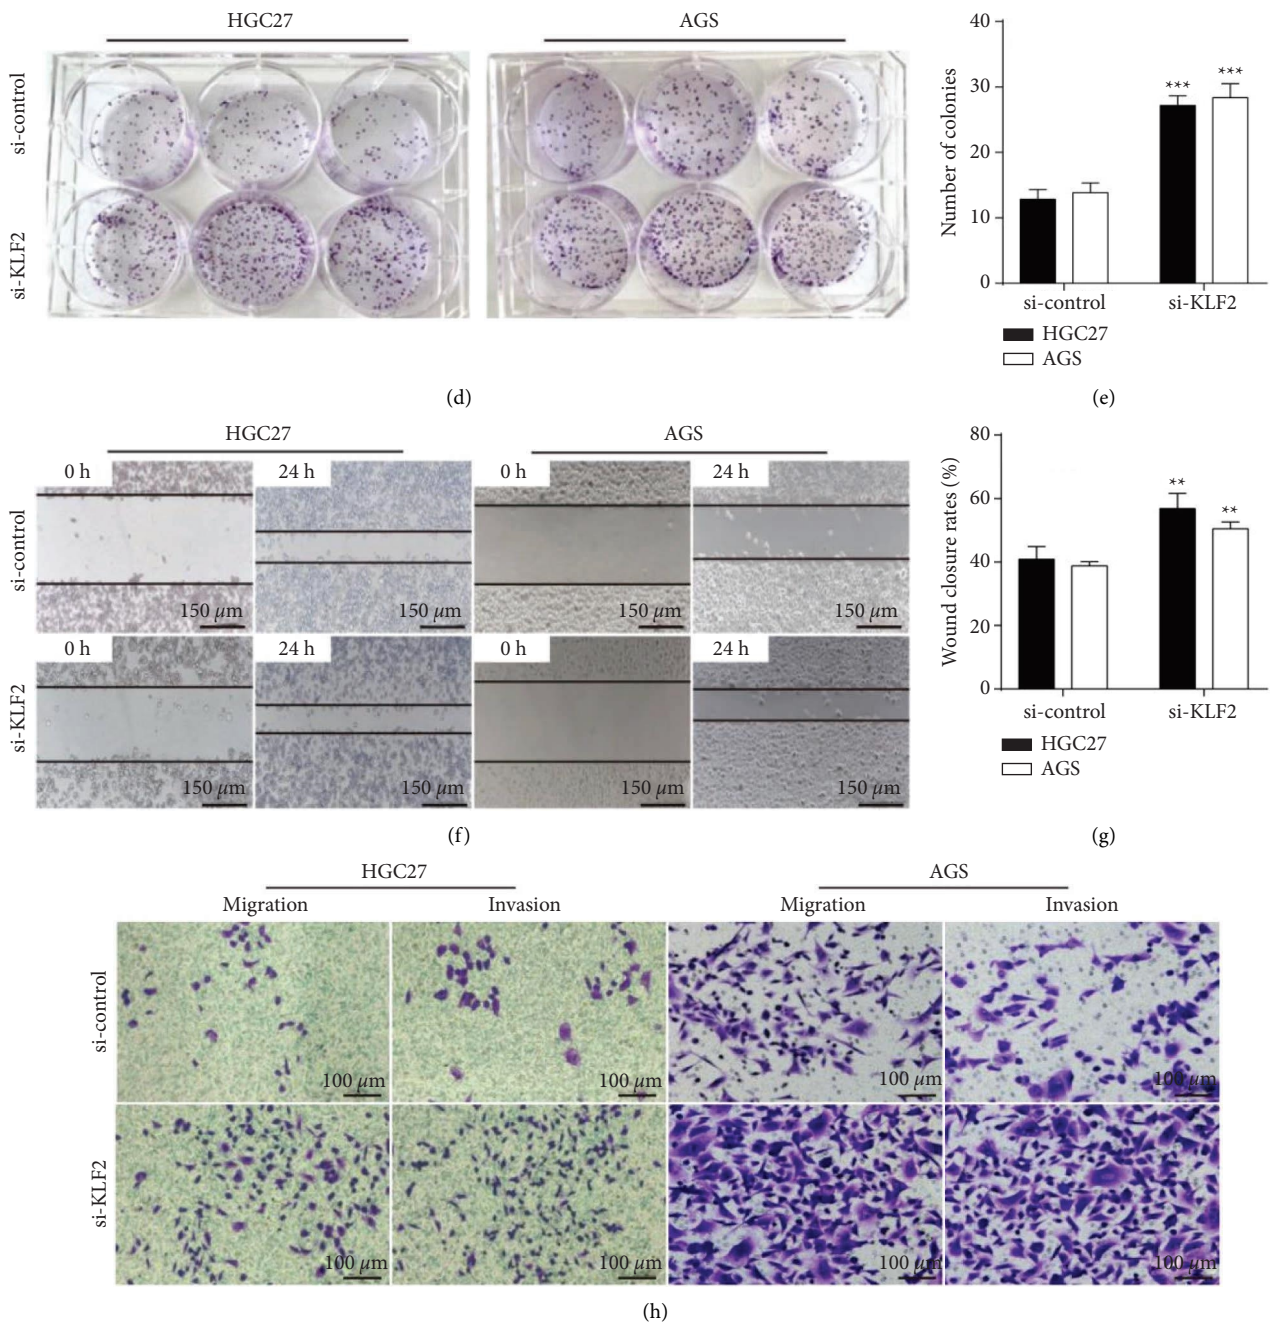 HGC27
AGS
si-control
si-KLF2
(d)
Number of colonies
40
30
20
10
0
***
***
si-control
si-KLF2
HGC27
AGS
(e)
HGC27
AGS
si-control
0 h
24 h
0 h
24 h
150 µm
150 µm
150 µm
150 µm
si-KLF2
0 h
24 h
0 h
24 h
150 µm
150 µm
150 µm
150 µm
(f)
Wound closure rates (%)
80
60
40
20
0
**
**
si-control
si-KLF2
HGC27
AGS
(g)
HGC27
AGS
Migration
Invasion
Migration
Invasion
si-control
100 µm
100 µm
100 µm
100 µm
si-KLF2
100 µm
100 µm
100 µm
100 µm
(h)